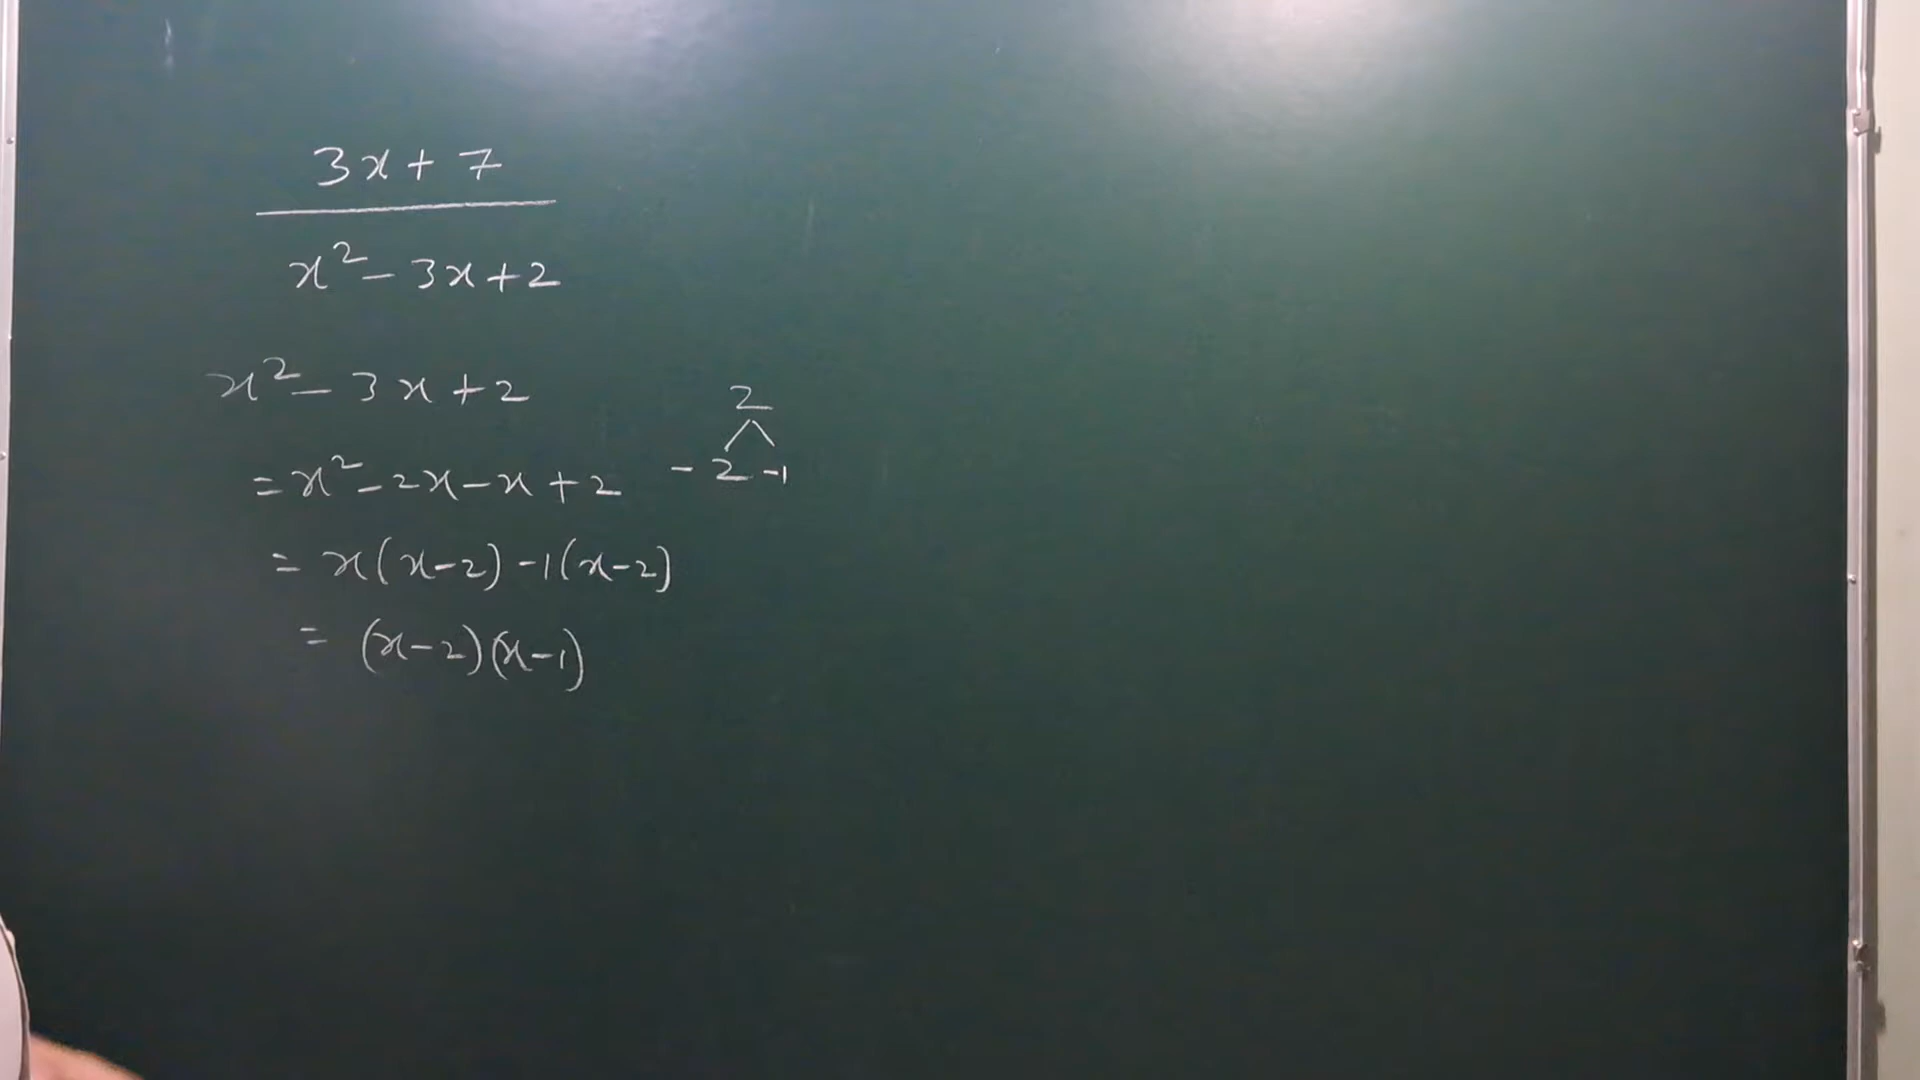 3x + 7
x² - 3x + 2
x² - 3x + 2
2
= x² - 2x - x + 2
- 2 -1
= x(x-2) -1(x-2)
= (x-2)(x-1)